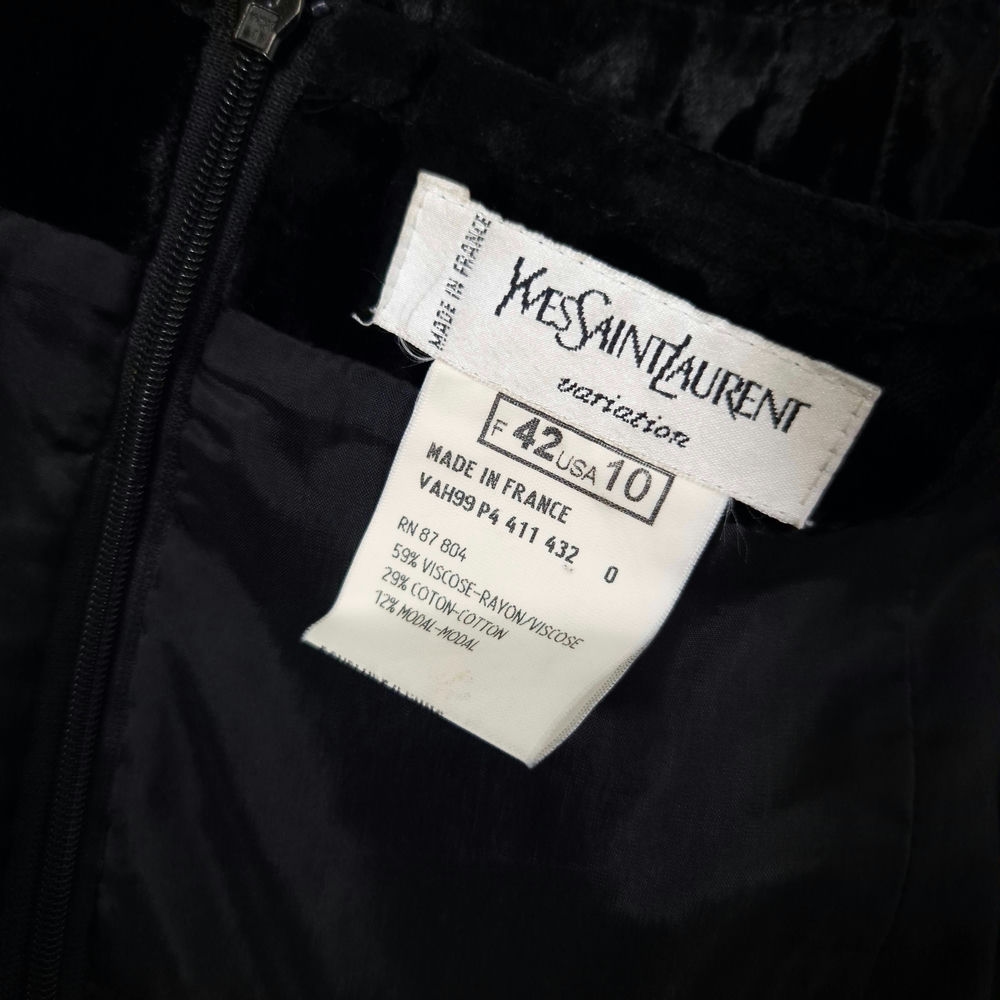 MADE IN FRANCE
YVESSAINTLAURENT
variation
F 42 USA 10
MADE IN FRANCE
VAH99 P4 411 432 0
RN 87 804
59% VISCOSE-RAYON/VISCOSE
29% COTON-COTTON
12% MODAL-MODAL